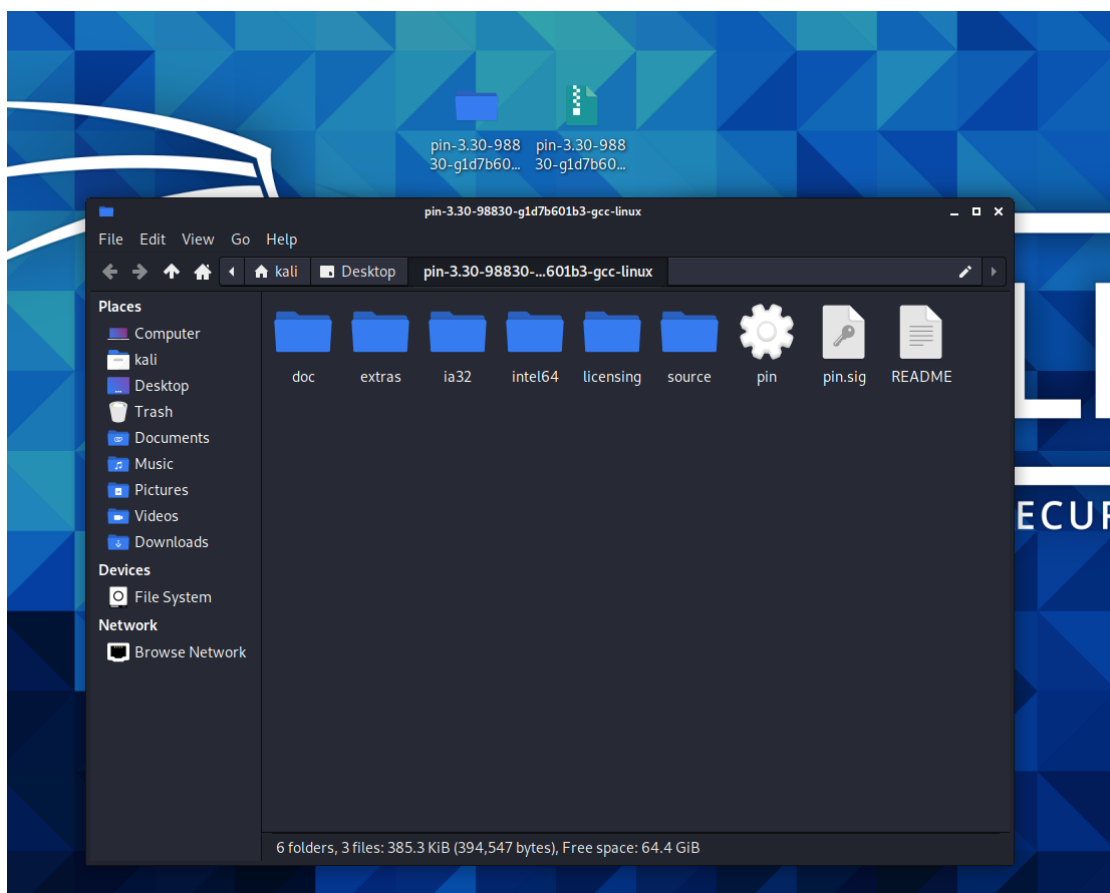 pin-3.30-988
30-g1d7b60...
pin-3.30-988
30-g1d7b60...
pin-3.30-98830-g1d7b601b3-gcc-linux
File Edit View Go Help
kali Desktop pin-3.30-98830-...601b3-gcc-linux
Places
Computer
kali
Desktop
Trash
Documents
Music
Pictures
Videos
Downloads
Devices
File System
Network
Browse Network
doc extras ia32 intel64 licensing source pin pin.sig README
6 folders, 3 files: 385.3 KiB (394,547 bytes), Free space: 64.4 GiB